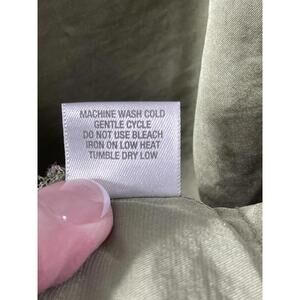 MACHINE WASH COLD
GENTLE CYCLE
DO NOT USE BLEACH
IRON ON LOW HEAT
TUMBLE DRY LOW